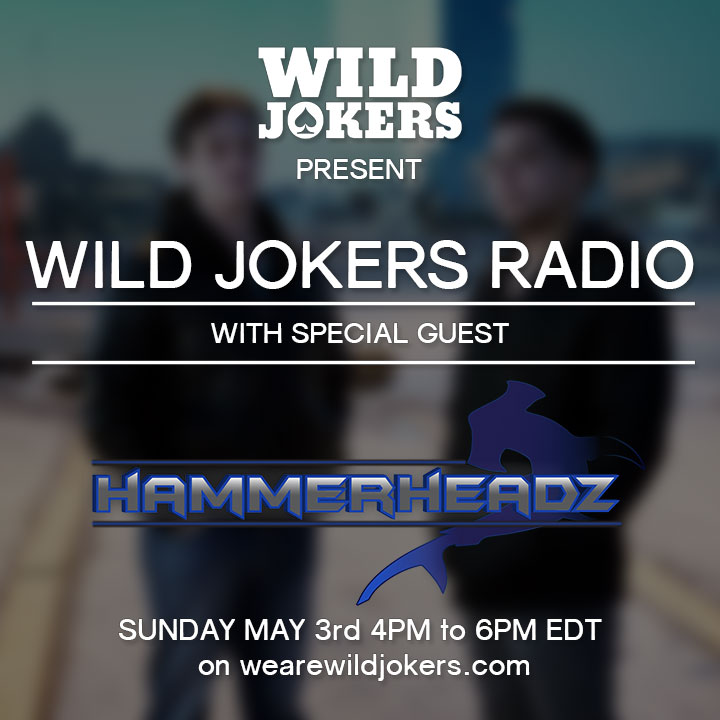 WILD
JOKERS
PRESENT
WILD JOKERS RADIO
WITH SPECIAL GUEST
HAMMERHEADZ
SUNDAY MAY 3rd 4PM to 6PM EDT
on wearewildjokers.com